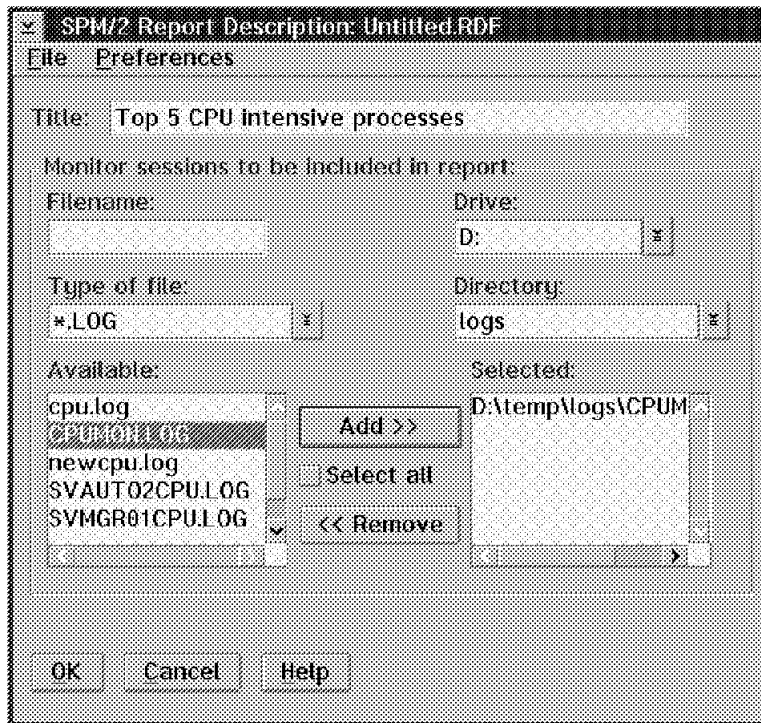 SPM/2 Report Description: Untitled.RDF
File Preferences
Title: Top 5 CPU intensive processes
Monitor sessions to be included in report:
Filename: Drive:
D:
Type of file: Directory:
*.LOG logs
Available: Selected:
cpu.log D:\temp\logs\CPUM
CPUMON.LOG Add >>
newcpu.log Select all
SVAUTO2CPU.LOG
SVMGR01CPU.LOG << Remove
OK Cancel Help